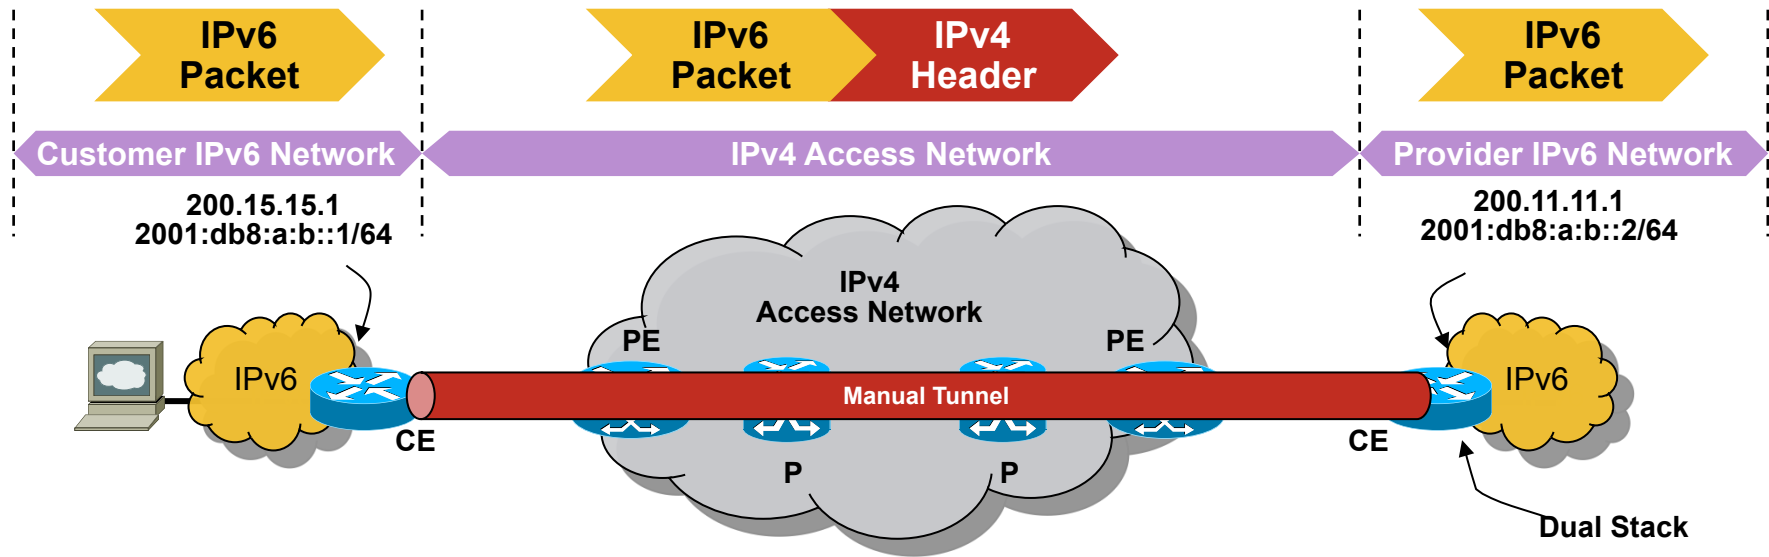 IPv6
Packet
IPv6
Packet
IPv4
Header
IPv6
Packet
Customer IPv6 Network
IPv4 Access Network
Provider IPv6 Network
200.15.15.1
2001:db8:a:b::1/64
200.11.11.1
2001:db8:a:b::2/64
IPv4
Access Network
PE
PE
IPv6
Manual Tunnel
IPv6
CE
CE
P
P
Dual Stack